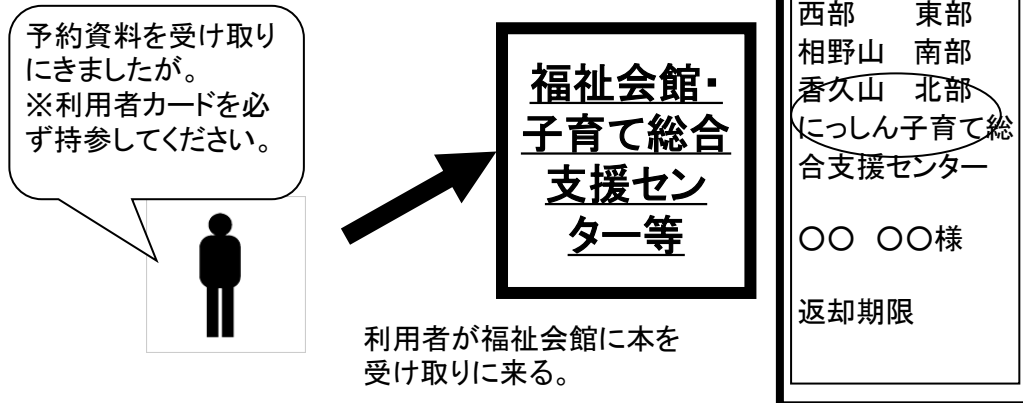 予約資料を受け取り
にきましたが。
※利用者カードを必
ず持参してください。
福祉会館・
子育て総合
支援セン
ター等
利用者が福祉会館に本を
受け取りに来る。
西部　東部
相野山　南部
香久山　北部
にっしん子育て総
合支援センター
〇〇　〇〇様
返却期限